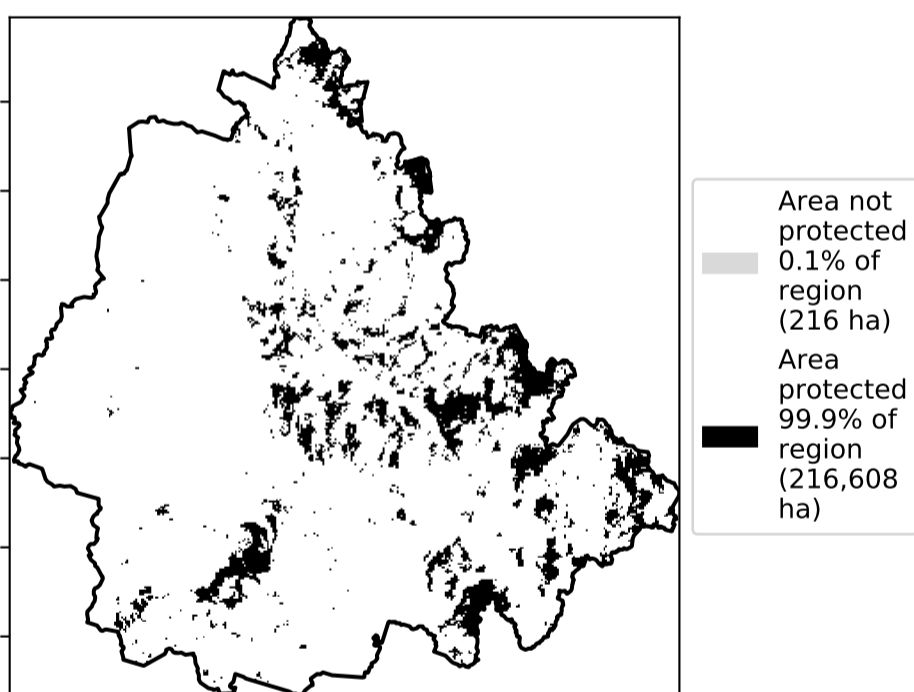 Area not
protected
0.1% of
region
(216 ha)
Area
protected
99.9% of
region
(216,608
ha)